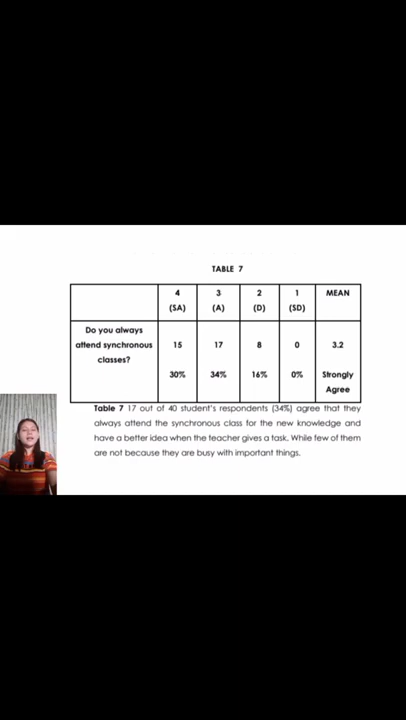 TABLE 7
4 3 2 1 MEAN
(SA) (A) (D) (SD)
Do you always
attend synchronous 15 17 8 0 3.2
classes?
30% 34% 16% 0% Strongly
Agree
Table 7 17 out of 40 student's respondents (34%) agree that they
always attend the synchronous class for the new knowledge and
have a better idea when the teacher gives a task. While few of them
are not because they are busy with important things.